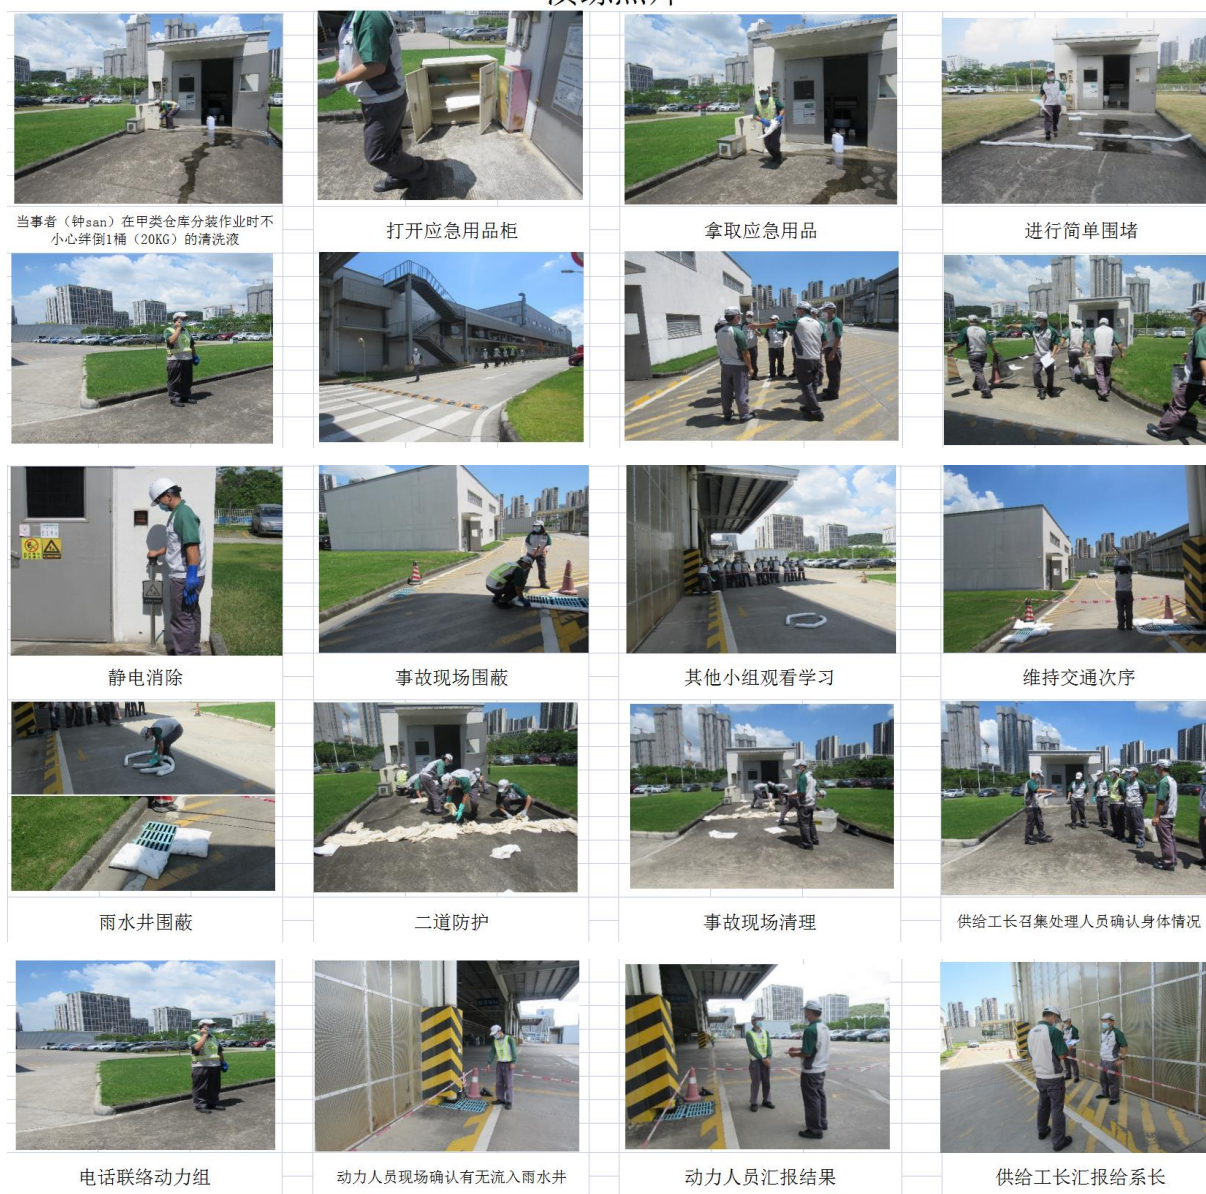 当事者（钟san）在甲类仓库分装作业时不
小心绊倒1桶（20KG）的清洗液
打开应急用品柜
拿取应急用品
进行简单围堵
静电消除
事故现场围蔽
其他小组观看学习
维持交通次序
雨水井围蔽
二道防护
事故现场清理
供给工长召集处理人员确认身体情况
电话联络动力组
动力人员现场确认有无流入雨水井
动力人员汇报结果
供给工长汇报给系长